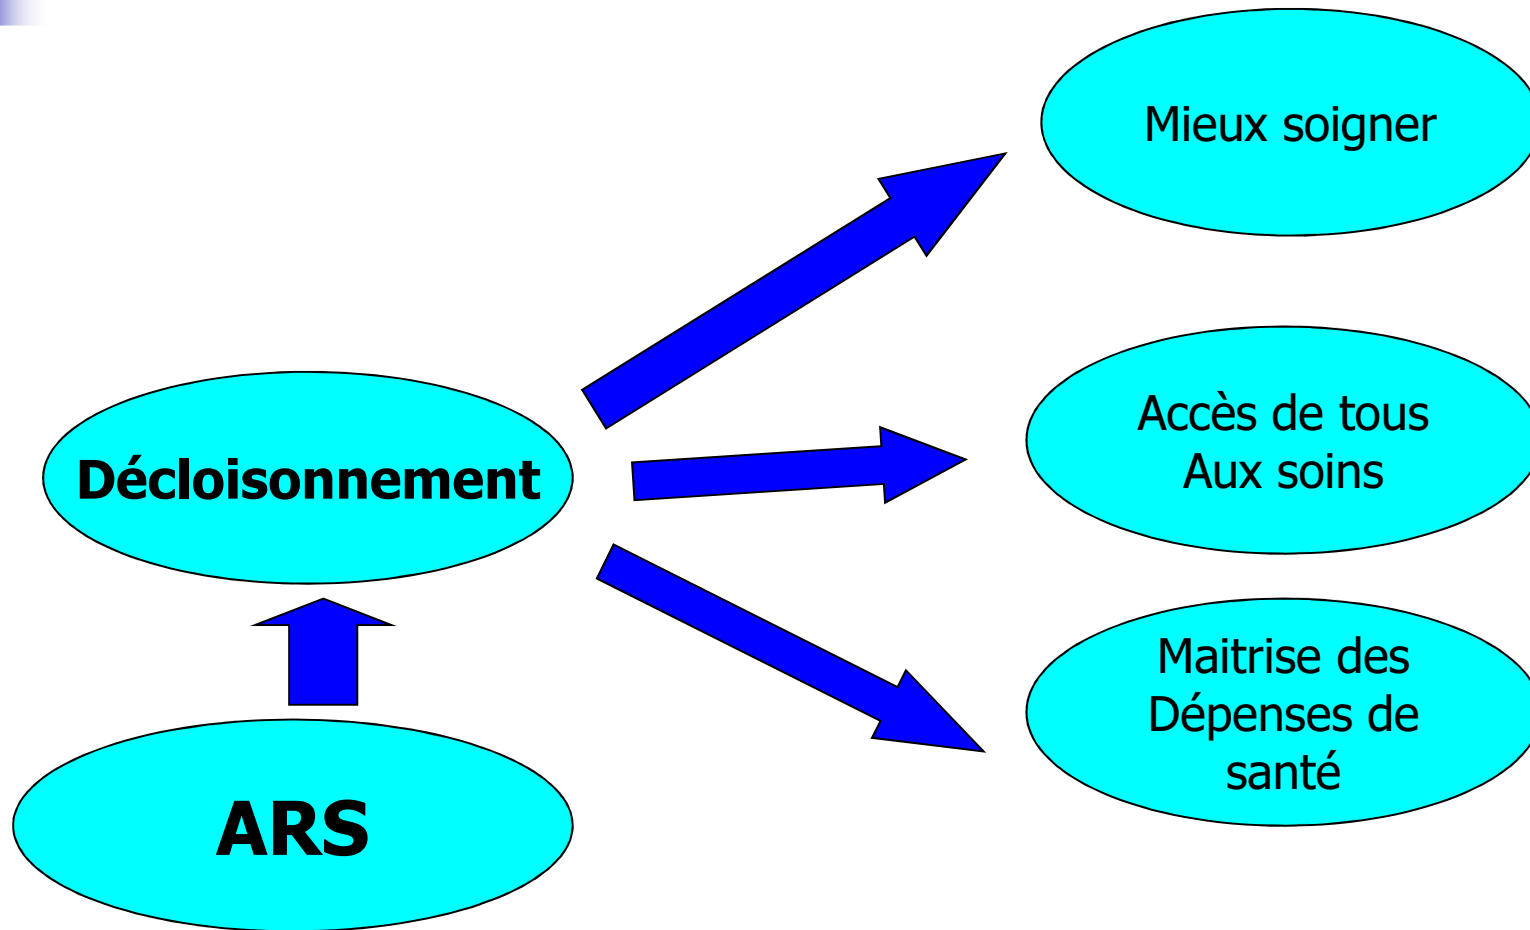 Mieux soigner
Accès de tous
Aux soins
Décloisonnement
Maitrise des
Dépenses de
santé
ARS